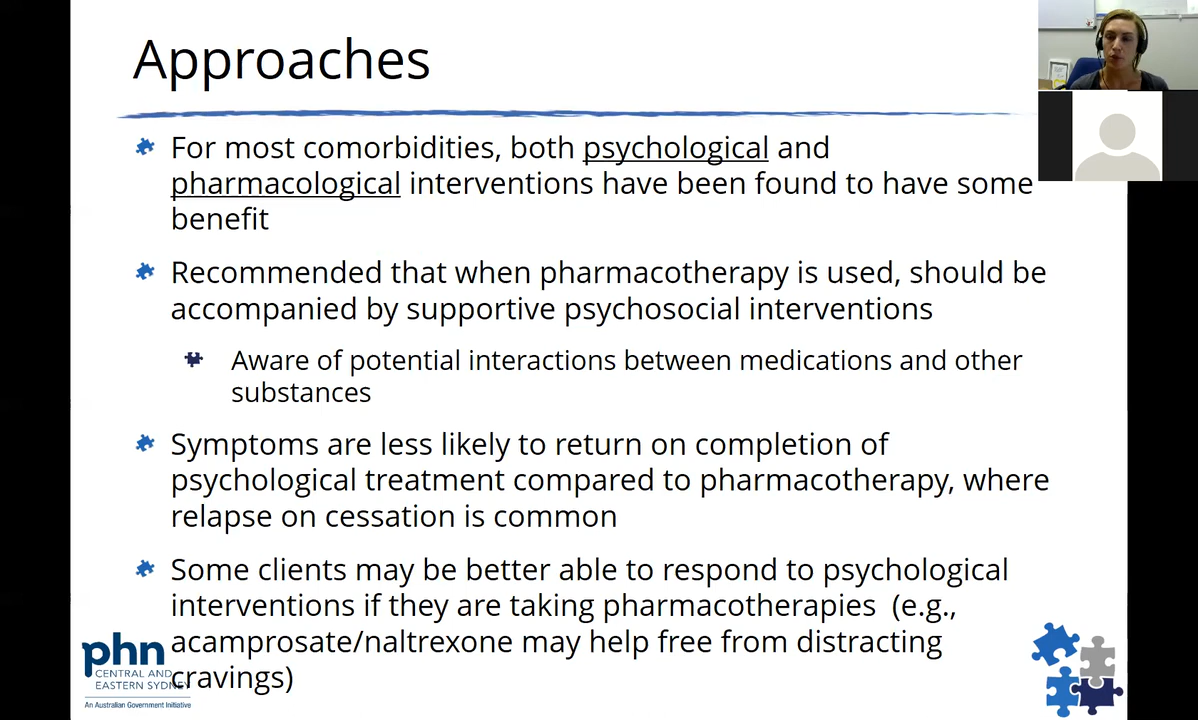 Approaches
For most comorbidities, both psychological and
pharmacological interventions have been found to have some
benefit
Recommended that when pharmacotherapy is used, should be
accompanied by supportive psychosocial interventions
Aware of potential interactions between medications and other
substances
Symptoms are less likely to return on completion of
psychological treatment compared to pharmacotherapy, where
relapse on cessation is common
Some clients may be better able to respond to psychological
interventions if they are taking pharmacotherapies (e.g.,
acamprosate/naltrexone may help free from distracting
cravings)
phn
CENTRAL AND
EASTERN SYDNEY
An Australian Government Initiative